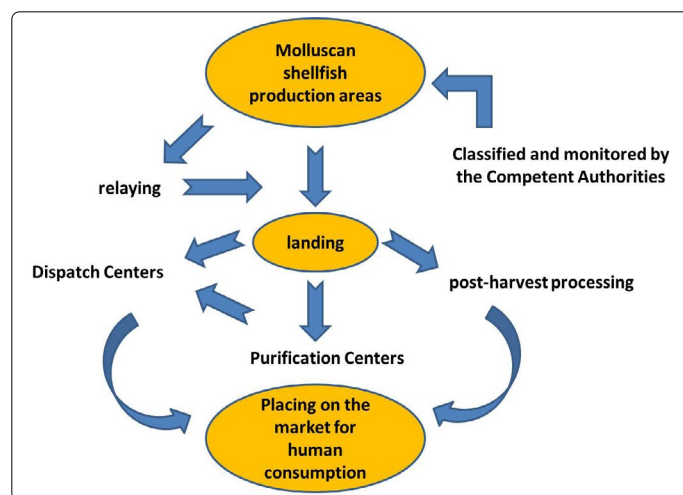 Molluscan
shellfish
production areas
Classified and monitored by
the Competent Authorities
relaying
landing
Dispatch Centers
post-harvest processing
Purification Centers
Placing on the
market for
human
consumption